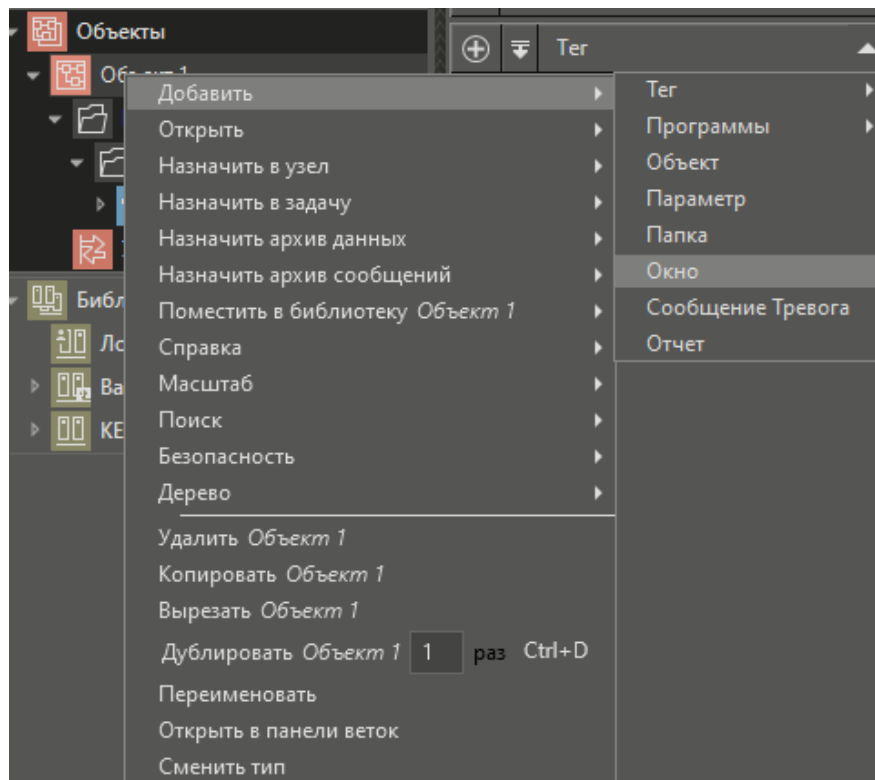 Объекты
Тег
Добавить
Открыть
Назначить в узел
Назначить в задачу
Назначить архив данных
Назначить архив сообщений
Поместить в библиотеку Объект 1
Справка
Масштаб
Поиск
Безопасность
Дерево
Удалить Объект 1
Копировать Объект 1
Вырезать Объект 1
Дублировать Объект 1 1 раз Ctrl+D
Переименовать
Открыть в панели веток
Сменить тип
Тег
Программы
Объект
Параметр
Папка
Окно
Сообщение Тревога
Отчет